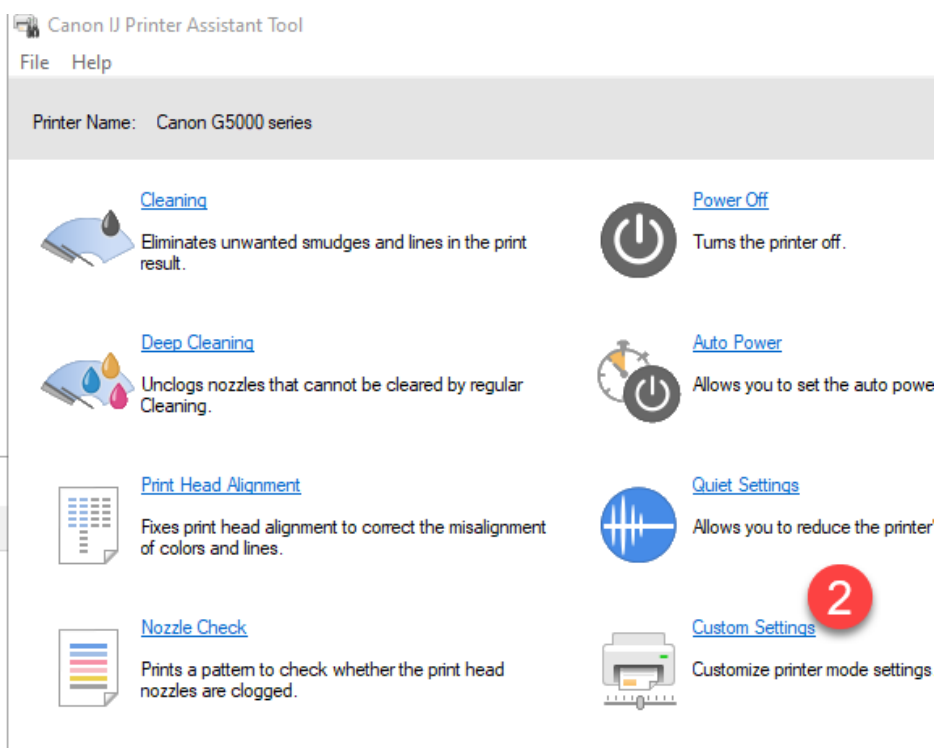 Canon IJ Printer Assistant Tool
File Help
Printer Name: Canon G5000 series
Cleaning
Eliminates unwanted smudges and lines in the print
result.
Power Off
Turns the printer off.
Deep Cleaning
Unclogs nozzles that cannot be cleared by regular
Cleaning.
Auto Power
Allows you to set the auto powe
Print Head Alignment
Fixes print head alignment to correct the misalignment
of colors and lines.
Quiet Settings
Allows you to reduce the printer'
2
Nozzle Check
Prints a pattern to check whether the print head
nozzles are clogged.
Custom Settings
Customize printer mode settings